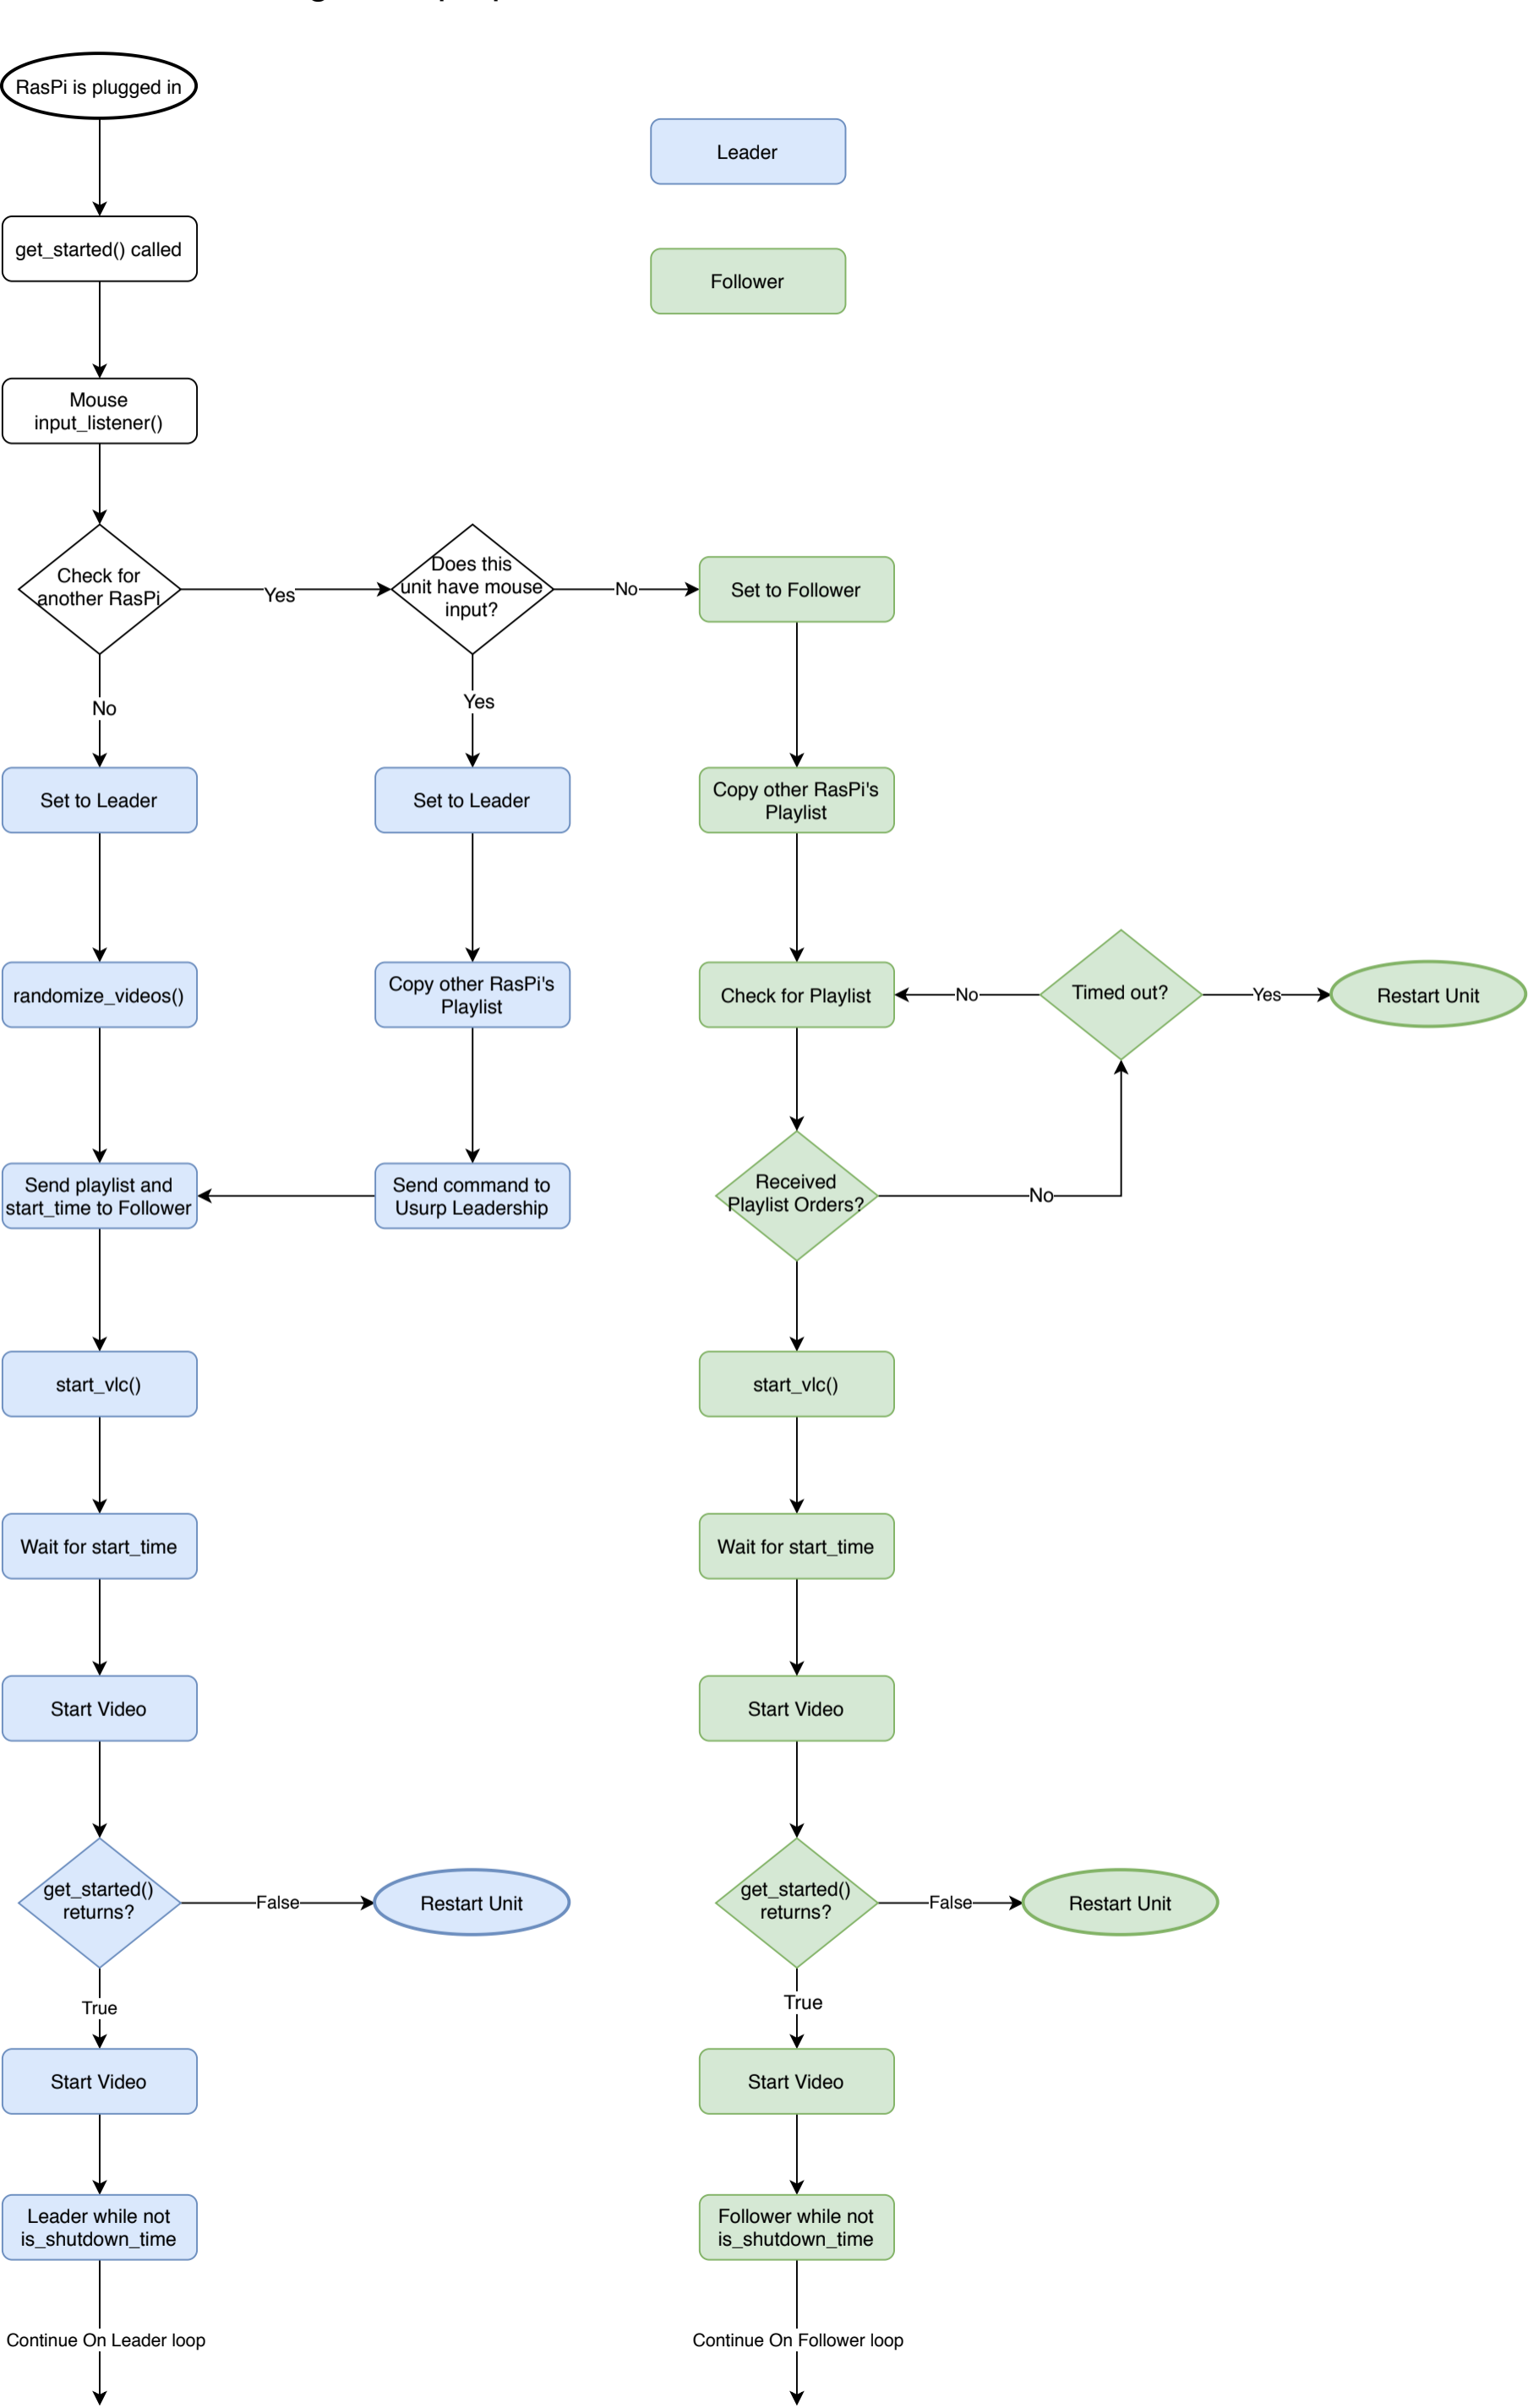 RasPi is plugged in
Leader
get_started() called
Follower
Mouse
input_listener()
Check for
another RasPi
Yes
Does this
unit have mouse
input?
No
Set to Follower
No
Yes
Set to Leader
Set to Leader
Copy other RasPi's
Playlist
randomize_videos()
Copy other RasPi's
Playlist
Check for Playlist
No
Timed out?
Yes
Restart Unit
Send playlist and
start_time to Follower
Send command to
Usurp Leadership
Received
Playlist Orders?
No
start_vlc()
start_vlc()
Wait for start_time
Wait for start_time
Start Video
Start Video
get_started()
returns?
False
Restart Unit
get_started()
returns?
False
Restart Unit
True
True
Start Video
Start Video
Leader while not
is_shutdown_time
Follower while not
is_shutdown_time
Continue On Leader loop
Continue On Follower loop